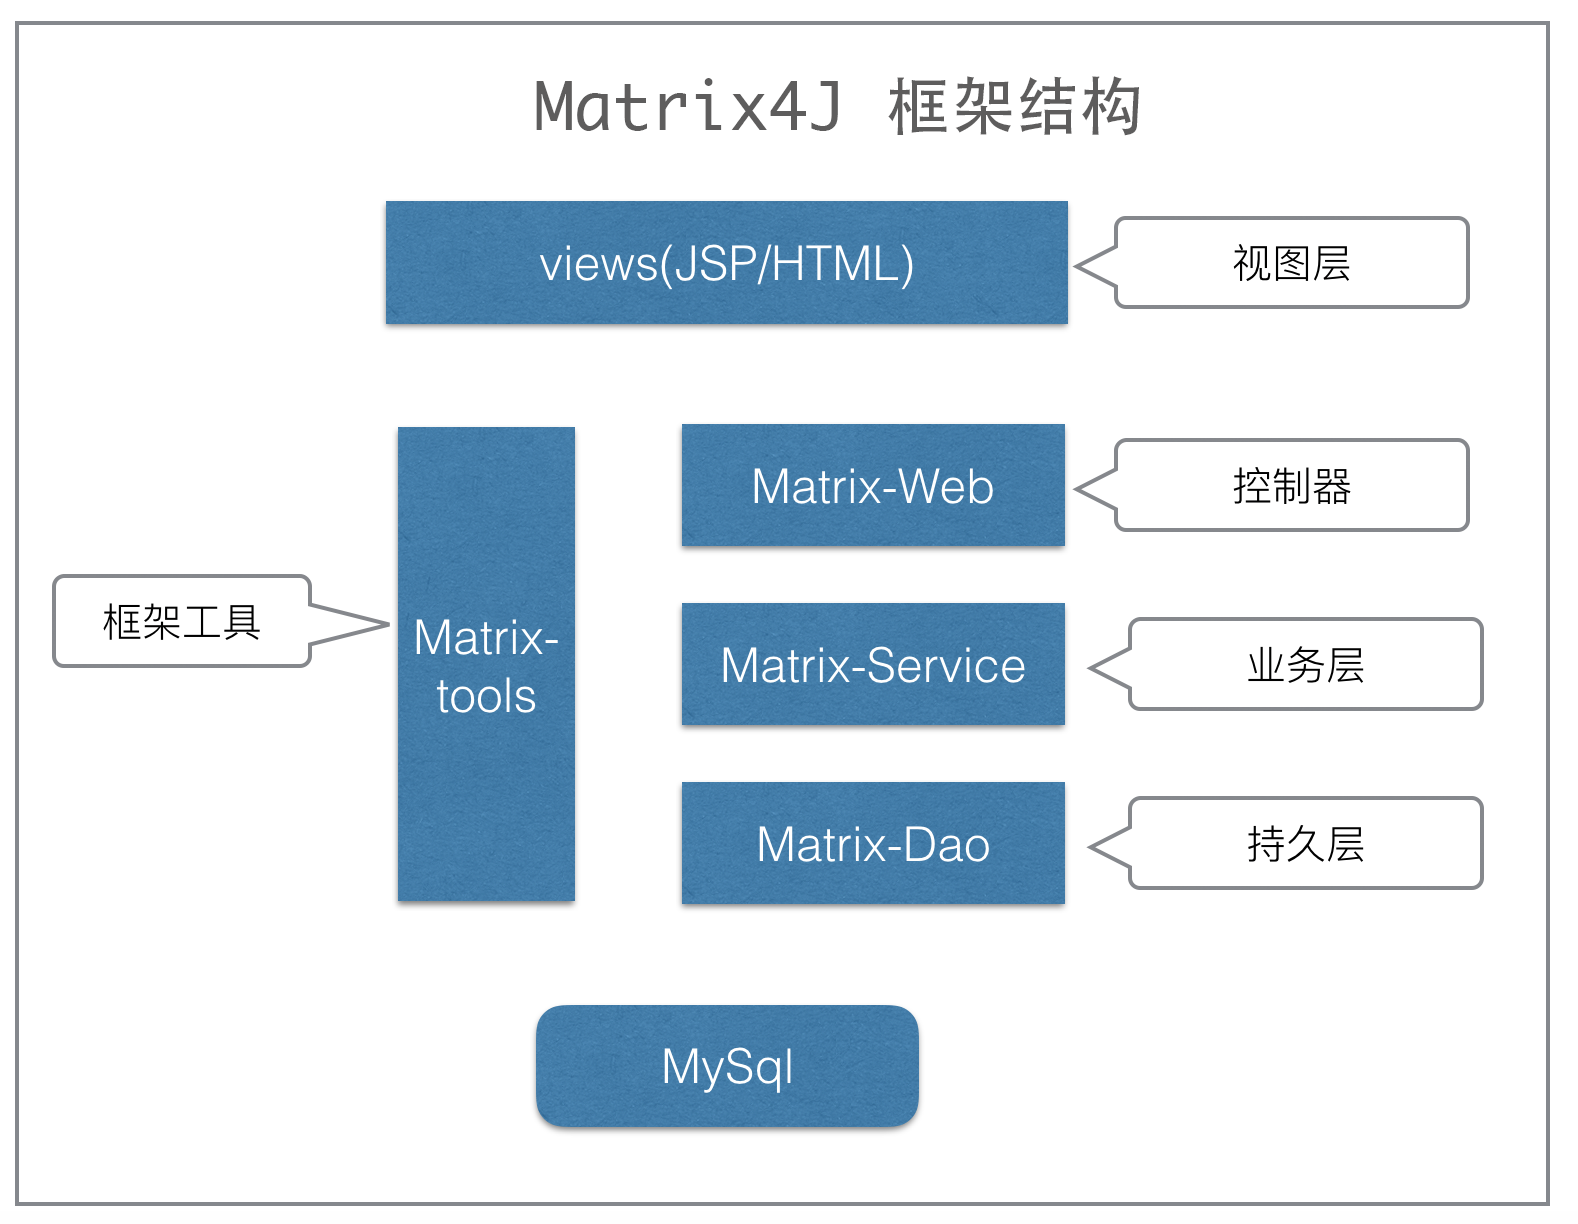 Matrix4J 框架结构
views(JSP/HTML)
视图层
Matrix-Web
控制器
框架工具
Matrix-
tools
Matrix-Service
业务层
Matrix-Dao
持久层
MySql